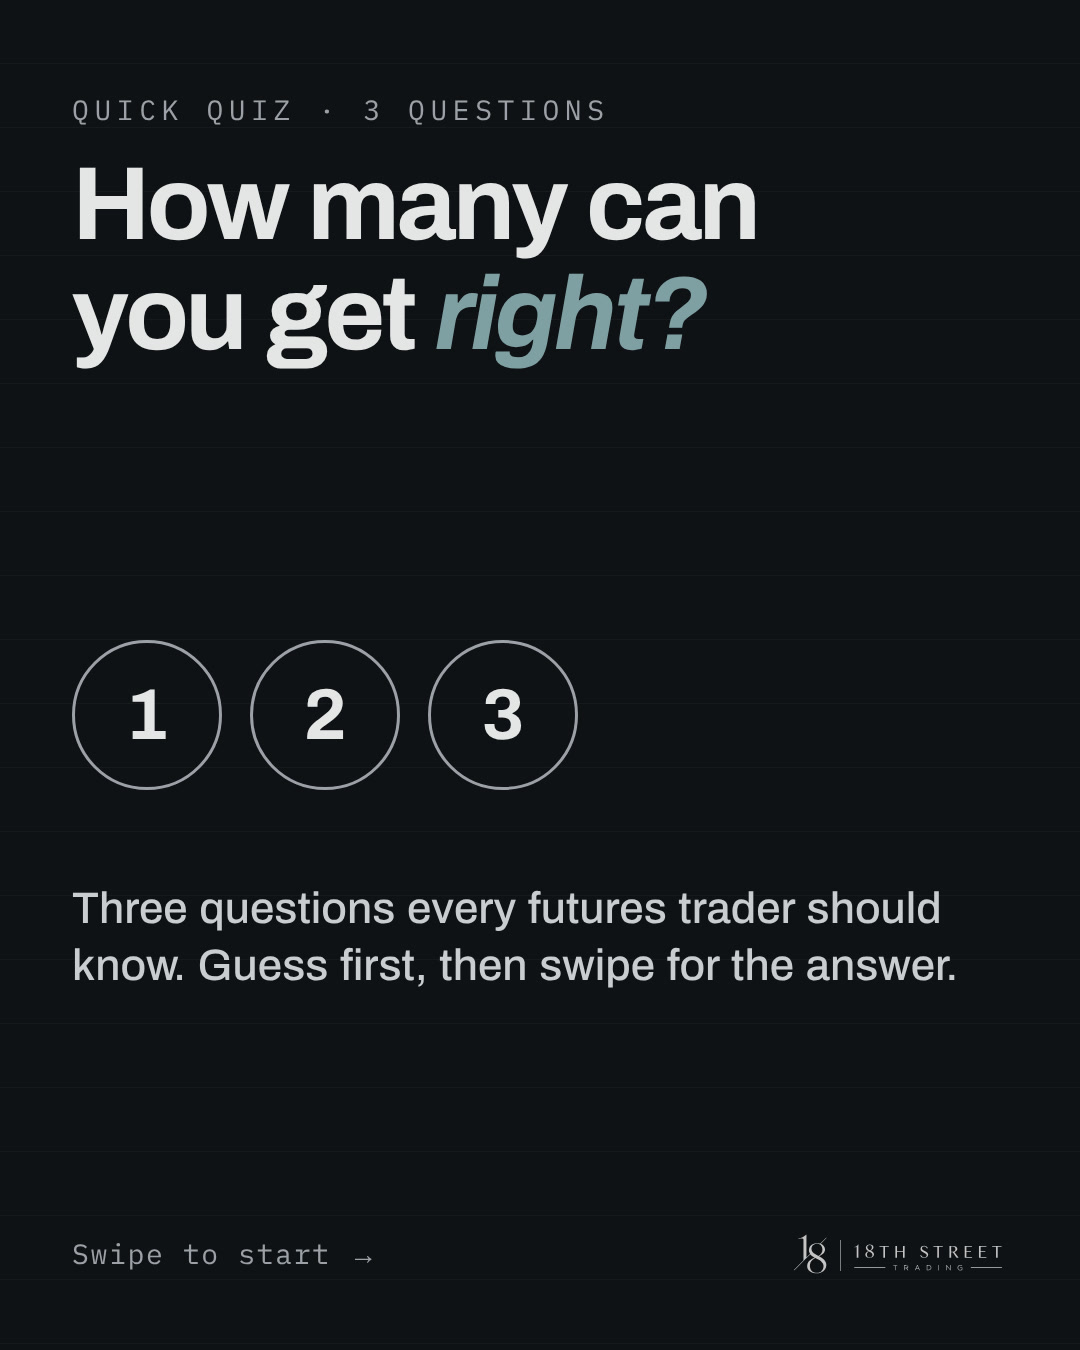 QUICK QUIZ · 3 QUESTIONS
How many can
you get right?
1 2 3
Three questions every futures trader should
know. Guess first, then swipe for the answer.
Swipe to start →
18 | 18TH STREET
TRADING